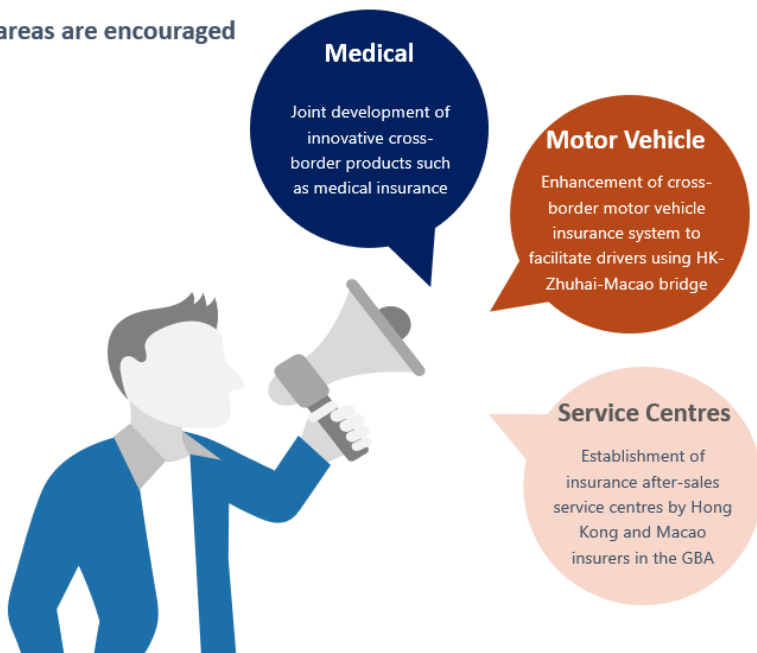 areas are encouraged
Medical
Joint development of
innovative cross-
border products such
as medical insurance
Motor Vehicle
Enhancement of cross-
border motor vehicle
insurance system to
facilitate drivers using HK-
Zhuhai-Macao bridge
Service Centres
Establishment of
insurance after-sales
service centres by Hong
Kong and Macao
insurers in the GBA